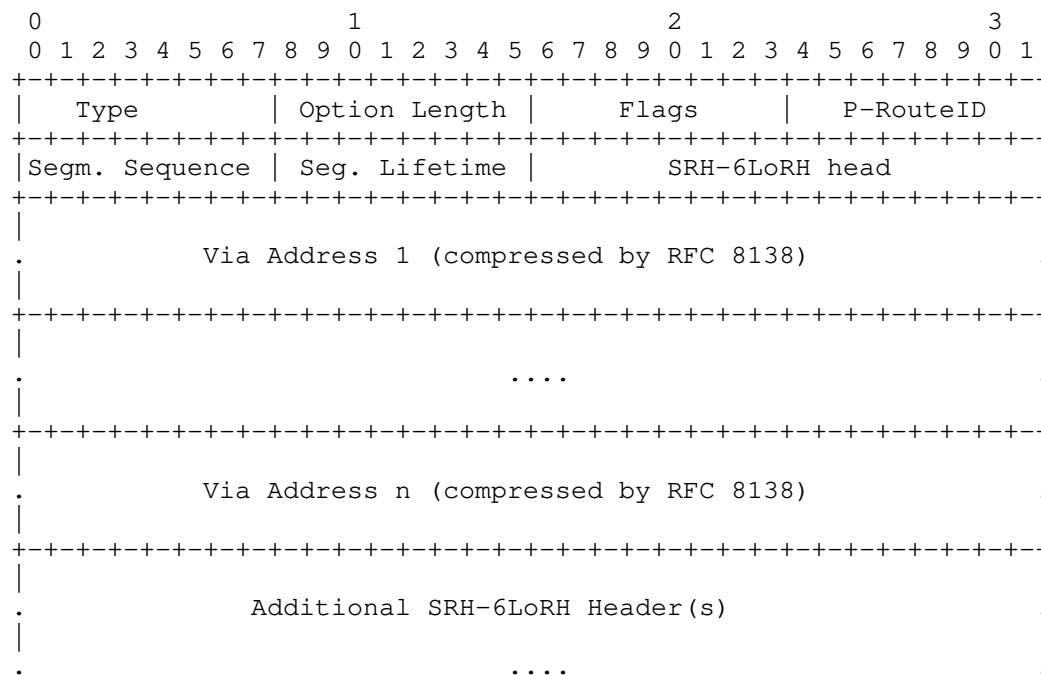 0                   1                   2                   3
 0 1 2 3 4 5 6 7 8 9 0 1 2 3 4 5 6 7 8 9 0 1 2 3 4 5 6 7 8 9 0 1
+-+-+-+-+-+-+-+-+-+-+-+-+-+-+-+-+-+-+-+-+-+-+-+-+-+-+-+-+-+-+-+-
|   Type        | Option Length |     Flags     |   P-RouteID
+-+-+-+-+-+-+-+-+-+-+-+-+-+-+-+-+-+-+-+-+-+-+-+-+-+-+-+-+-+-+-+-
|Segm. Sequence | Seg. Lifetime |        SRH-6LoRH head
+-+-+-+-+-+-+-+-+-+-+-+-+-+-+-+-+-+-+-+-+-+-+-+-+-+-+-+-+-+-+-+-
|
.           Via Address 1 (compressed by RFC 8138)              .
|
+-+-+-+-+-+-+-+-+-+-+-+-+-+-+-+-+-+-+-+-+-+-+-+-+-+-+-+-+-+-+-+-
|
.                              ....                             .
|
+-+-+-+-+-+-+-+-+-+-+-+-+-+-+-+-+-+-+-+-+-+-+-+-+-+-+-+-+-+-+-+-
|
.           Via Address n (compressed by RFC 8138)              .
|
+-+-+-+-+-+-+-+-+-+-+-+-+-+-+-+-+-+-+-+-+-+-+-+-+-+-+-+-+-+-+-+-
|
.              Additional SRH-6LoRH Header(s)                   .
|
.                              ....                             .